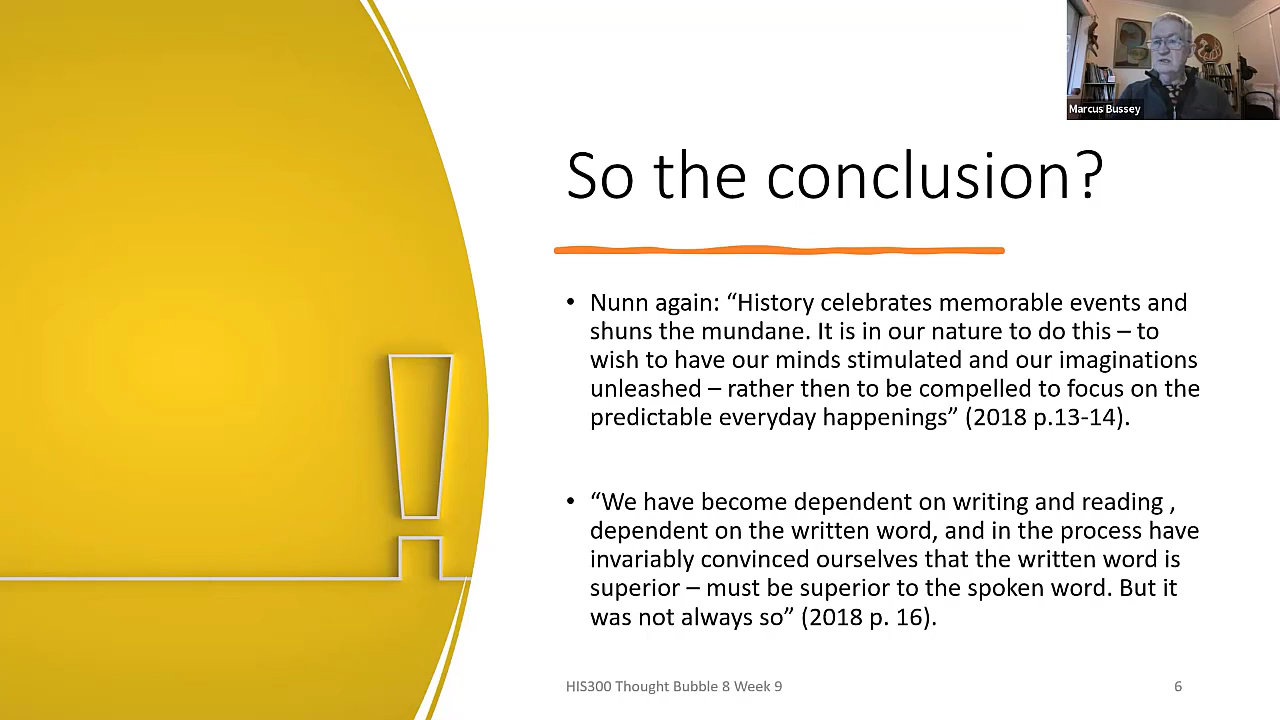 Marcus Bussey
So the conclusion?
• Nunn again: “History celebrates memorable events and
shuns the mundane. It is in our nature to do this – to
wish to have our minds stimulated and our imaginations
unleashed – rather then to be compelled to focus on the
predictable everyday happenings” (2018 p.13-14).
• “We have become dependent on writing and reading ,
dependent on the written word, and in the process have
invariably convinced ourselves that the written word is
superior – must be superior to the spoken word. But it
was not always so” (2018 p. 16).
HIS300 Thought Bubble 8 Week 9
6